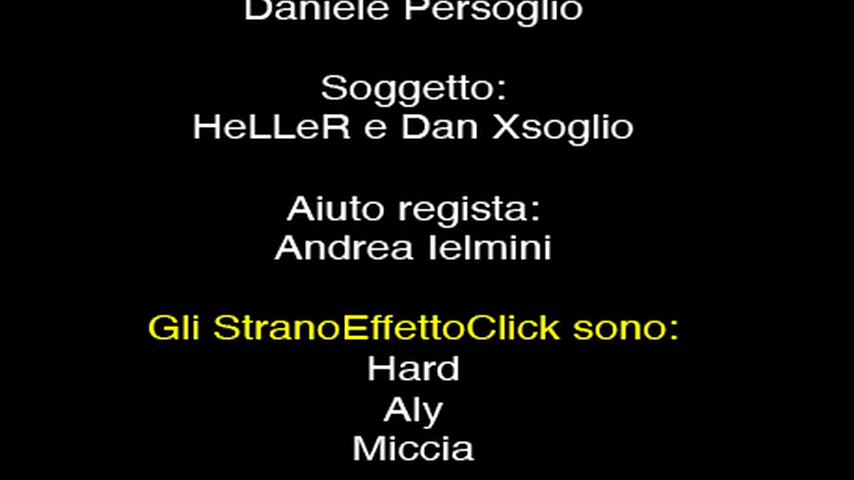 Daniele Persoglio
Soggetto:
HeLLeR e Dan Xsoglio
Aiuto regista:
Andrea Ielmini
Gli StranoEffettoClick sono:
Hard
Aly
Miccia